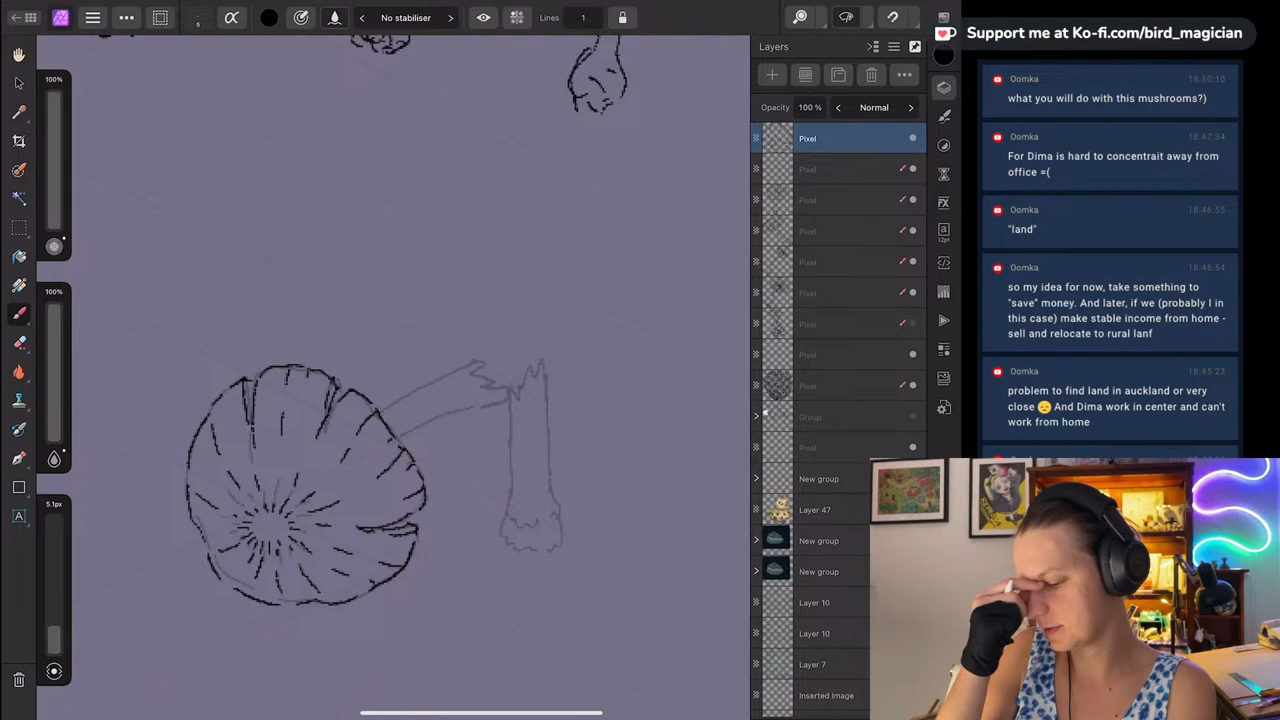 No stabiliser
Lines
1
Support me at Ko-fi.com/bird_magician
Layers
Opacity
100 %
Normal
Pixel
Pixel
Pixel
Pixel
Pixel
Pixel
Pixel
Pixel
Pixel
Group
Pixel
New group
Layer 47
New group
New group
Layer 10
Layer 10
Layer 7
Inserted Image
100%
100%
5.1px
12pt
Oomka
18:50:10
what you will do with this mushrooms?)
Oomka
18:47:34
For Dima is hard to concentrait away from
office =(
Oomka
18:46:55
"land"
Oomka
18:46:54
so my idea for now, take something to
"save" money. And later, if we (probably I in
this case) make stable income from home -
sell and relocate to rural lanf
Oomka
18:45:23
problem to find land in auckland or very
close 😔 And Dima work in center and can't
work from home